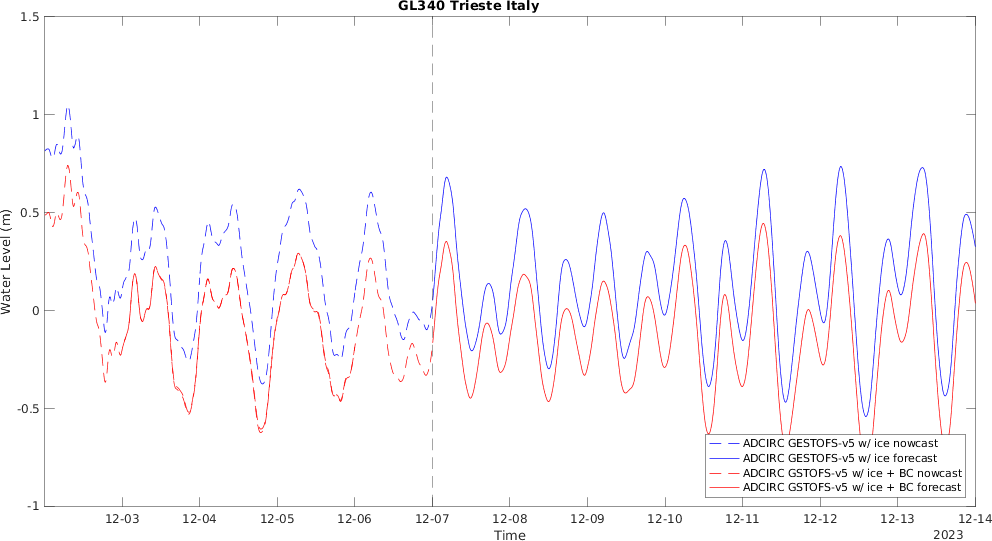 GL340 Trieste Italy
1.5
1
0.5
0
-0.5
-1
Water Level (m)
12-03 12-04 12-05 12-06 12-07 12-08 12-09 12-10 12-11 12-12 12-13 12-14
Time
2023
ADCIRC GESTOFS-v5 w/ ice nowcast
ADCIRC GESTOFS-v5 w/ ice forecast
ADCIRC GSTOFS-v5 w/ ice + BC nowcast
ADCIRC GSTOFS-v5 w/ ice + BC forecast